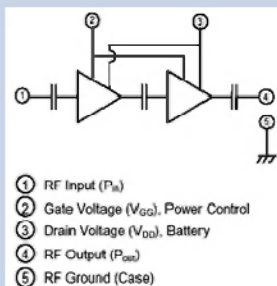 ② ③
① ④
⑤
① RF Input (Pin)
② Gate Voltage (VGG), Power Control
③ Drain Voltage (VDD), Battery
④ RF Output (Pout)
⑤ RF Ground (Case)